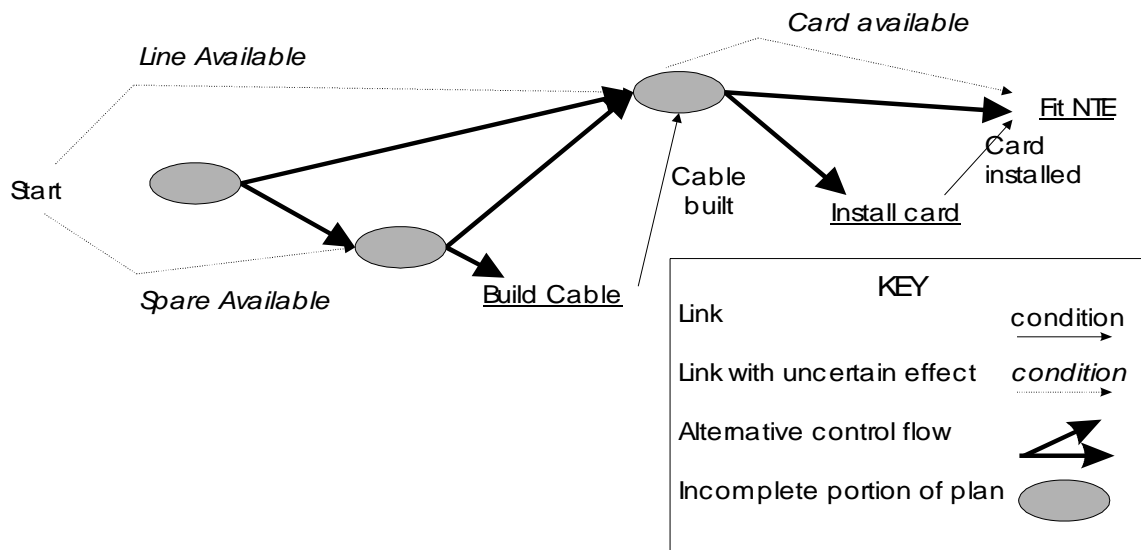 Card available
Line Available
Fit NTE
Card
installed
Start
Cable
built
Install card
Spare Available
Build Cable
KEY
Link
condition
Link with uncertain effect
condition
Alternative control flow
Incomplete portion of plan